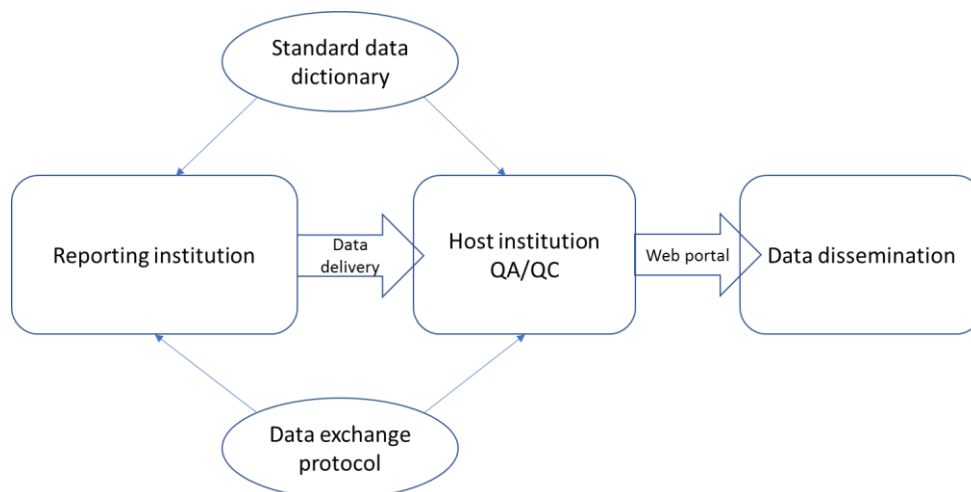 Standard data
dictionary
Reporting institution
Data
delivery
Host institution
QA/QC
Web portal
Data dissemination
Data exchange
protocol